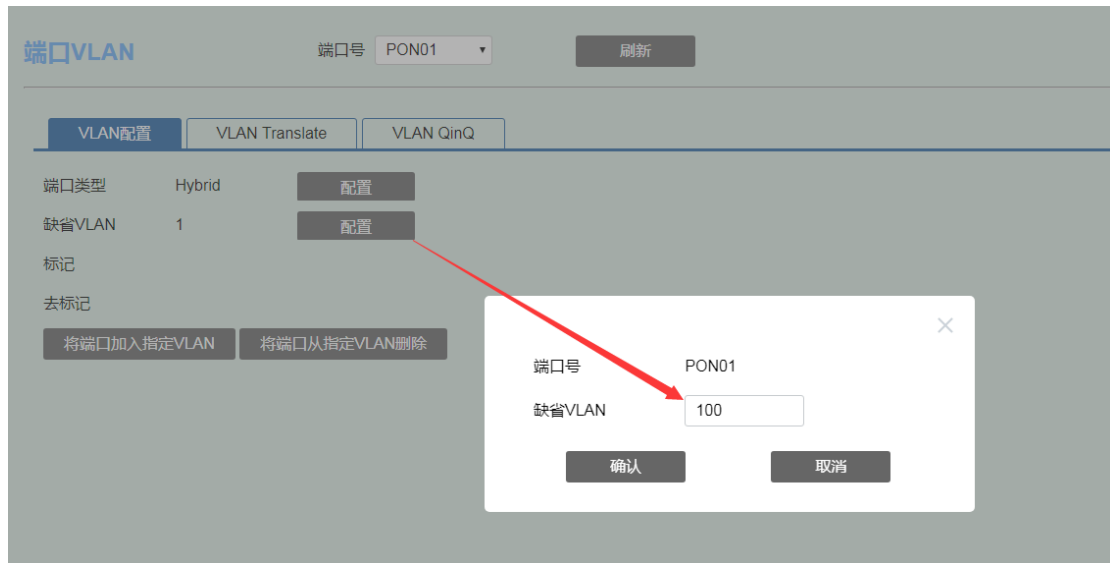 端口VLAN 端口号 PON01 刷新
VLAN配置 VLAN Translate VLAN QinQ
端口类型 Hybrid 配置
缺省VLAN 1 配置
标记
去标记
将端口加入指定VLAN 将端口从指定VLAN删除
端口号 PON01
缺省VLAN 100
确认 取消